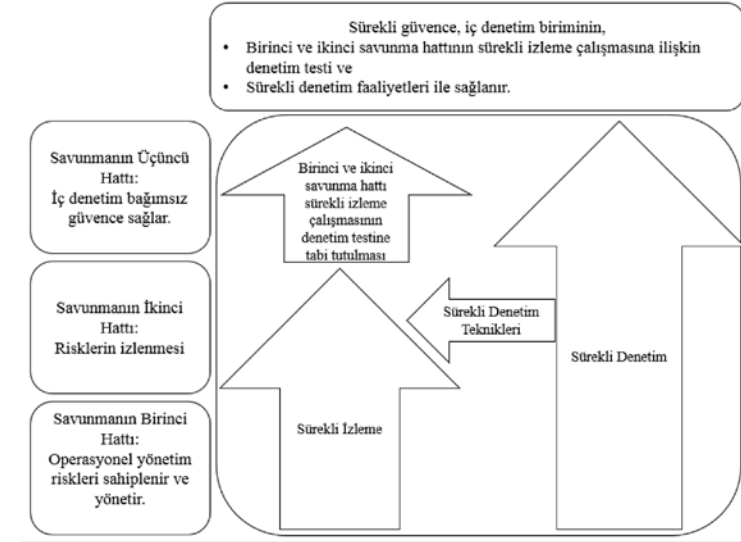 Sürekli güvence, iç denetim biriminin,
• Birinci ve ikinci savunma hattının sürekli izleme çalışmasına ilişkin
denetim testi ve
• Sürekli denetim faaliyetleri ile sağlanır.
Savunmanın Üçüncü
Hattı:
İç denetim bağımsız
güvence sağlar.
Birinci ve ikinci
savunma hattı
sürekli izleme
çalışmasının
denetim testine
tabi tutulması
Savunmanın İkinci
Hattı:
Risklerin izlenmesi
Sürekli Denetim
Teknikleri
Sürekli Denetim
Savunmanın Birinci
Hattı:
Operasyonel yönetim
riskleri sahiplenir ve
yönetir.
Sürekli İzleme